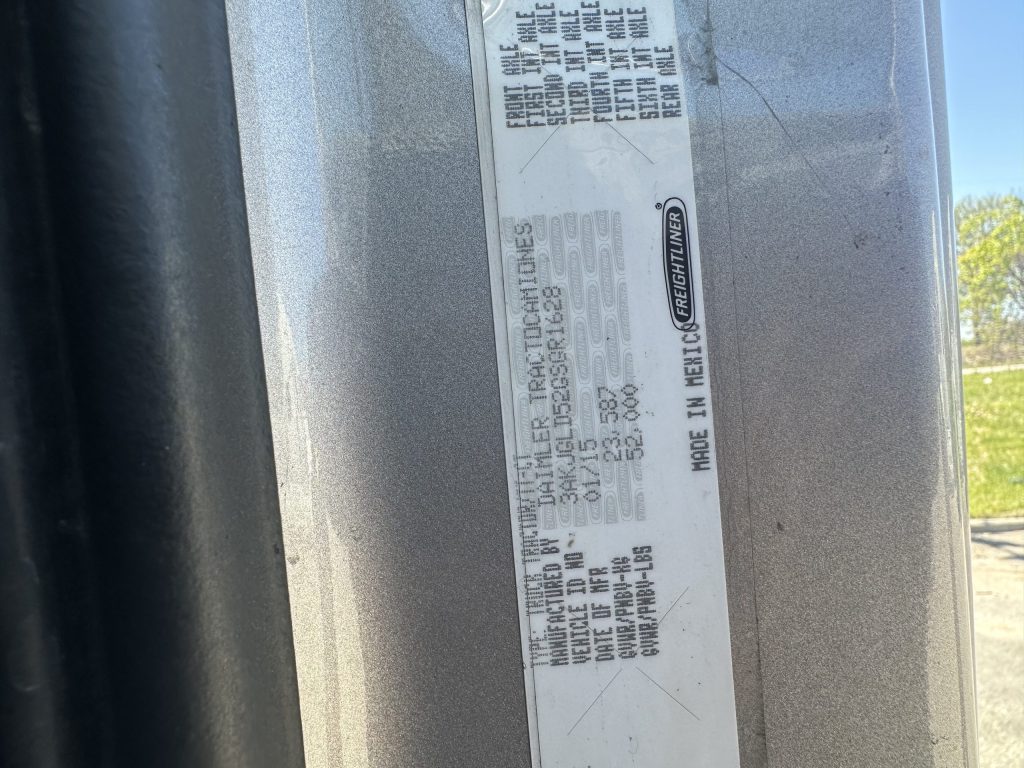 TYPE: TRUCK
MANUFACTURED BY DAIMLER TRACTOCAMIONES
VEHICLE ID NO 3AKJGLD52GSGR1628
DATE OF MFR 01/15
GVWR/PNBV-KG 23,587
GVWR/PNBV-LBS 52,000
MADE IN MEXICO
FREIGHTLINER®
FRONT AXLE
FIRST INT AXLE
SECOND INT AXLE
THIRD INT AXLE
FOURTH INT AXLE
FIFTH INT AXLE
SIXTH INT AXLE
REAR AXLE